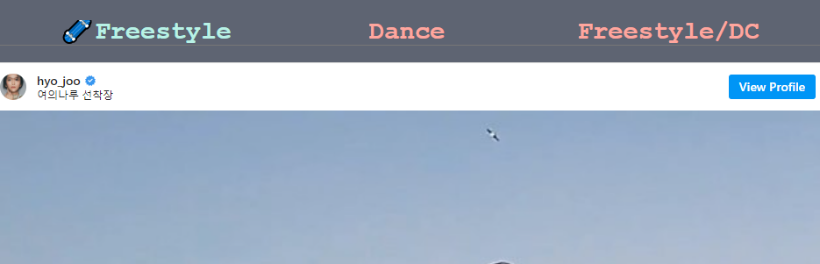 Freestyle Dance Freestyle/DC
hyo_joo
여의나루 선착장
View Profile